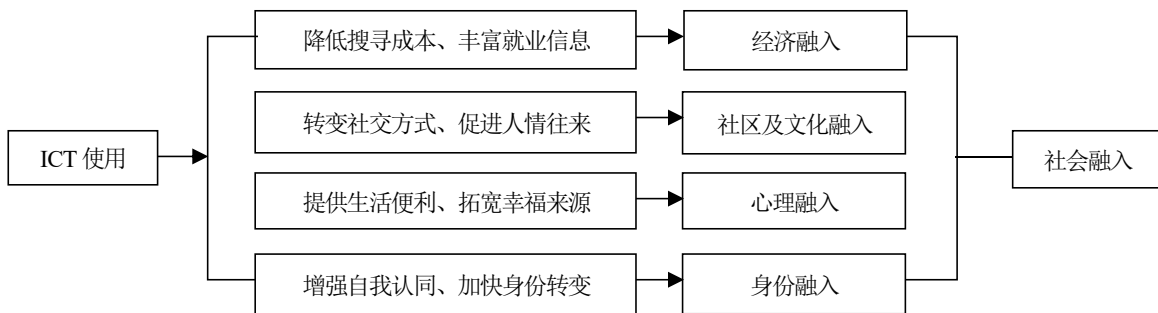 降低搜寻成本、丰富就业信息
经济融入
转变社交方式、促进人情往来
社区及文化融入
ICT 使用
社会融入
提供生活便利、拓宽幸福来源
心理融入
增强自我认同、加快身份转变
身份融入